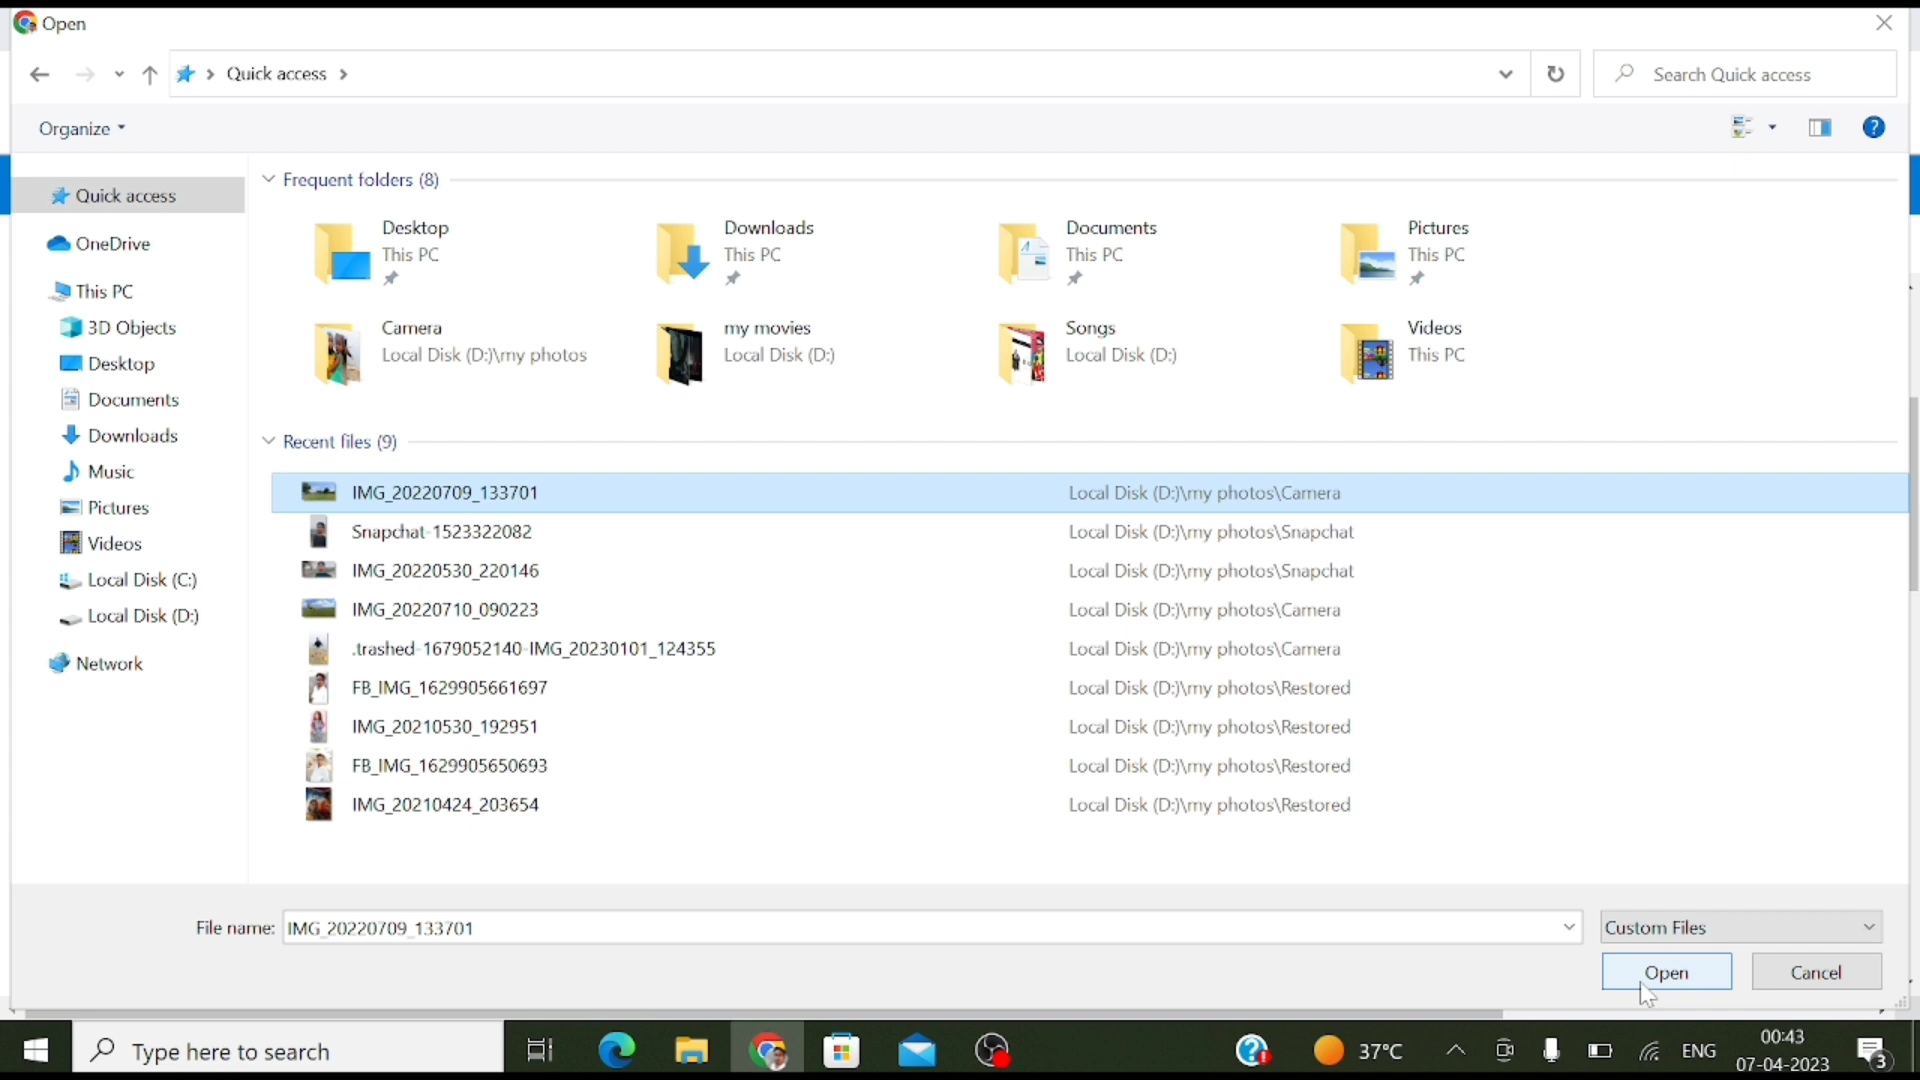 Open
Quick access
Search Quick access
Organize
Quick access
OneDrive
This PC
3D Objects
Desktop
Documents
Downloads
Music
Pictures
Videos
Local Disk (C:)
Local Disk (D:)
Network
Frequent folders (8)
Desktop
This PC
Downloads
This PC
Documents
This PC
Pictures
This PC
Camera
Local Disk (D:)\my photos
my movies
Local Disk (D:)
Songs
Local Disk (D:)
Videos
This PC
Recent files (9)
IMG_20220709_133701 Local Disk (D:)\my photos\Camera
Snapchat-1523322082 Local Disk (D:)\my photos\Snapchat
IMG_20220530_220146 Local Disk (D:)\my photos\Snapchat
IMG_20220710_090223 Local Disk (D:)\my photos\Camera
.trashed-1679052140-IMG_20230101_124355 Local Disk (D:)\my photos\Camera
FB_IMG_1629905661697 Local Disk (D:)\my photos\Restored
IMG_20210530_192951 Local Disk (D:)\my photos\Restored
FB_IMG_1629905650693 Local Disk (D:)\my photos\Restored
IMG_20210424_203654 Local Disk (D:)\my photos\Restored
File name: IMG_20220709_133701 Custom Files
Open Cancel
Type here to search
37°C
ENG
00:43
07-04-2023
3